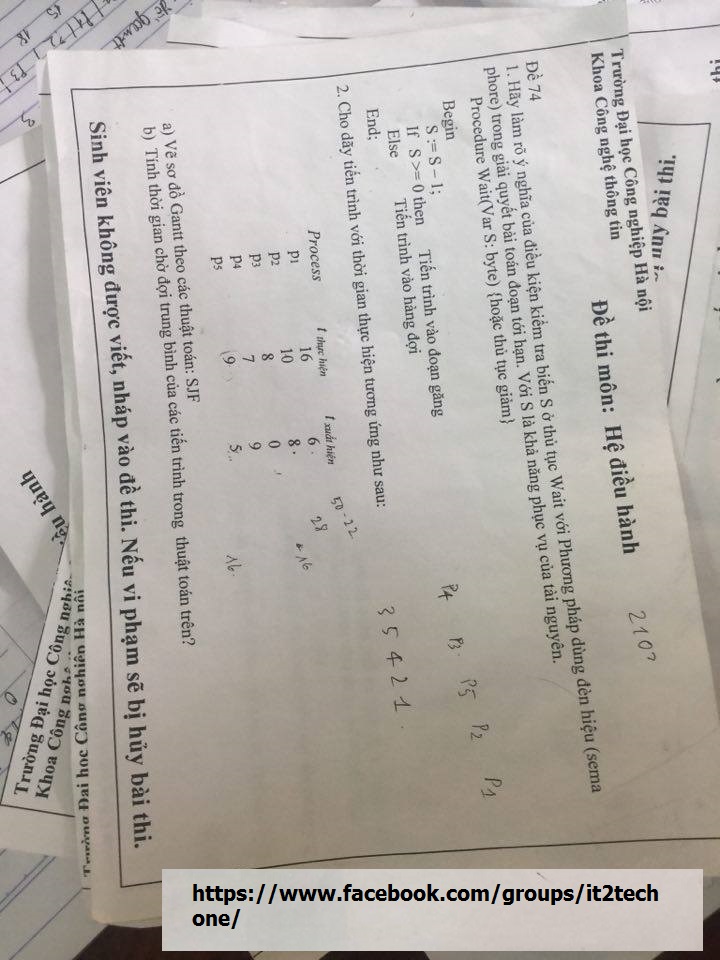 Trường Đại học Công nghiệp Hà nội
Khoa Công nghệ thông tin
Đề thi môn: Hệ điều hành
210?
Đề 74
1. Hãy làm rõ ý nghĩa của điều kiện kiểm tra biến S ở thủ tục Wait với Phương pháp dùng đèn hiệu (sema
phore) trong giải quyết bài toán đoạn tới hạn. Với S là khả năng phục vụ của tài nguyên.
Procedure Wait(Var S: byte) {hoặc thủ tục giảm}
Begin
S := S – 1;
If S >= 0 then Tiến trình vào đoạn găng
Else Tiến trình vào hàng đợi
End;
P4 P3 P5 P2 P1
3 5 4 2 1
2. Cho dãy tiến trình với thời gian thực hiện tương ứng như sau:
50-22
Process t thực hiện t xuất hiện
P1 16 6 28
P2 10 8 16
P3 8 0
P4 7 9
P5 (9 ) 5 16
a) Vẽ sơ đồ Gantt theo các thuật toán: SJF
b) Tính thời gian chờ đợi trung bình của các tiến trình trong thuật toán trên?
Sinh viên không được viết, nháp vào đề thi. Nếu vi phạm sẽ bị hủy bài thi.
Trường Đại học Công nghiệp Hà nội
Trường Đại học Công nghiệ
Khoa Công
hủy bài thi.
hành
https://www.facebook.com/groups/it2tech
one/